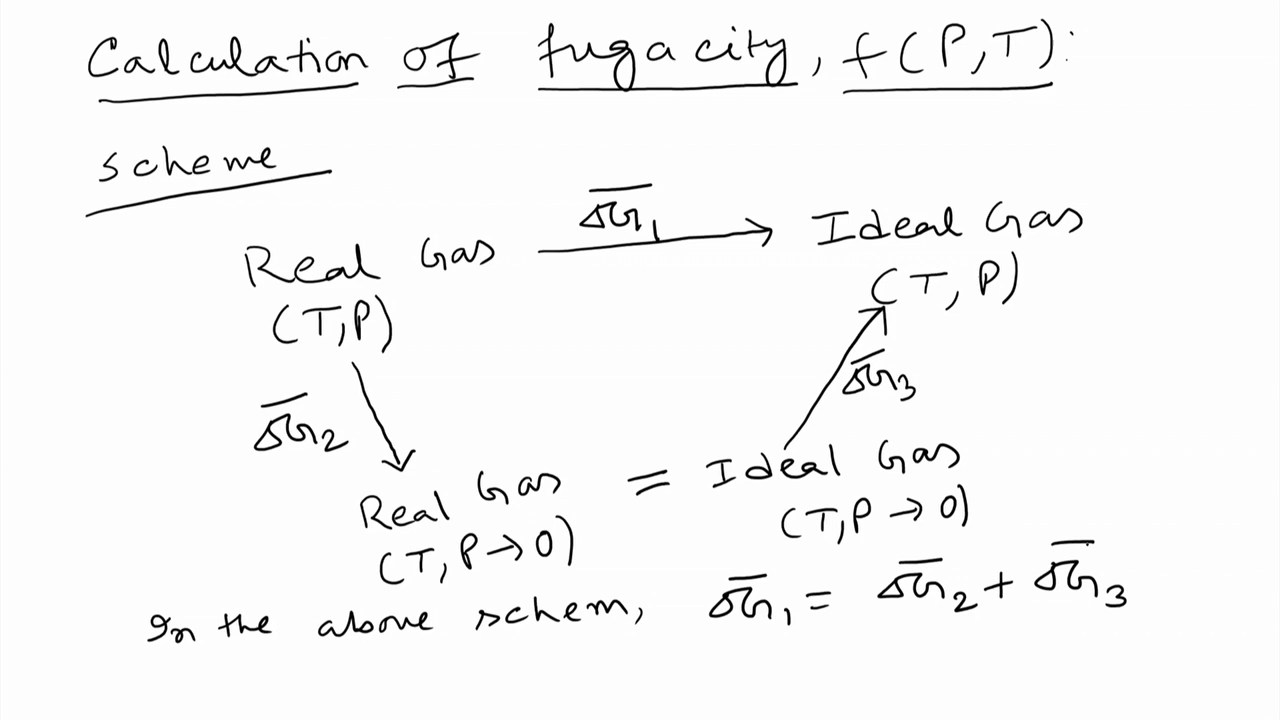 Calculation of fugacity, f(P,T):
scheme
Real Gas
(T,P)
ΔG̅₁
Ideal Gas
(T, P)
ΔG̅₂
ΔG̅₃
Real Gas
(T, P→0)
= Ideal Gas
(T, P→0)
In the above schem, ΔG̅₁ = ΔG̅₂ + ΔG̅₃